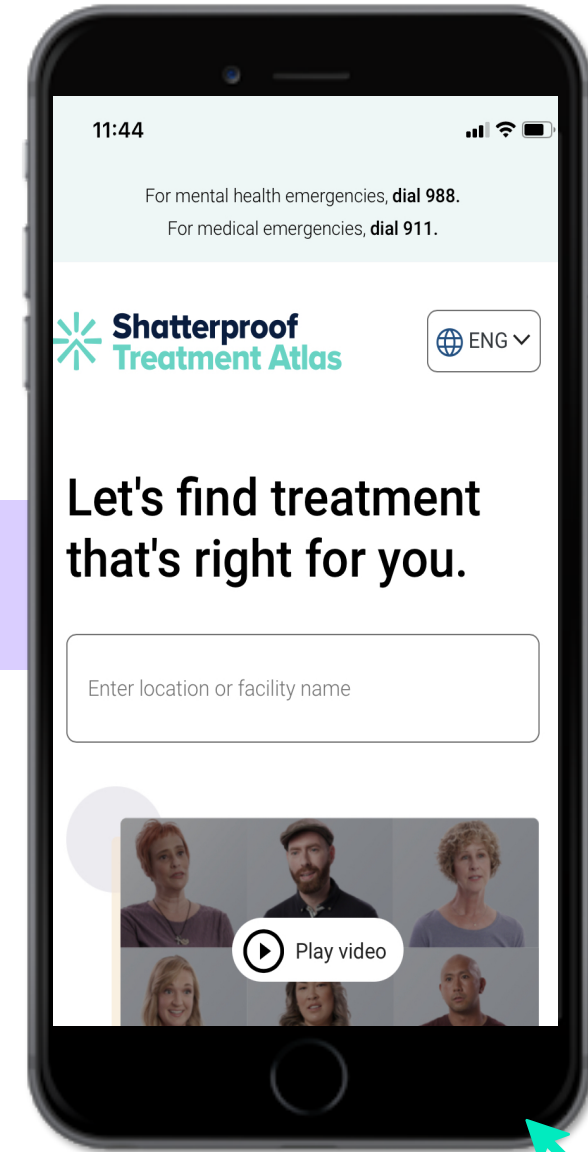 11:44
For mental health emergencies, dial 988.
For medical emergencies, dial 911.
Shatterproof
Treatment Atlas
ENG
Let's find treatment
that's right for you.
Enter location or facility name
Play video